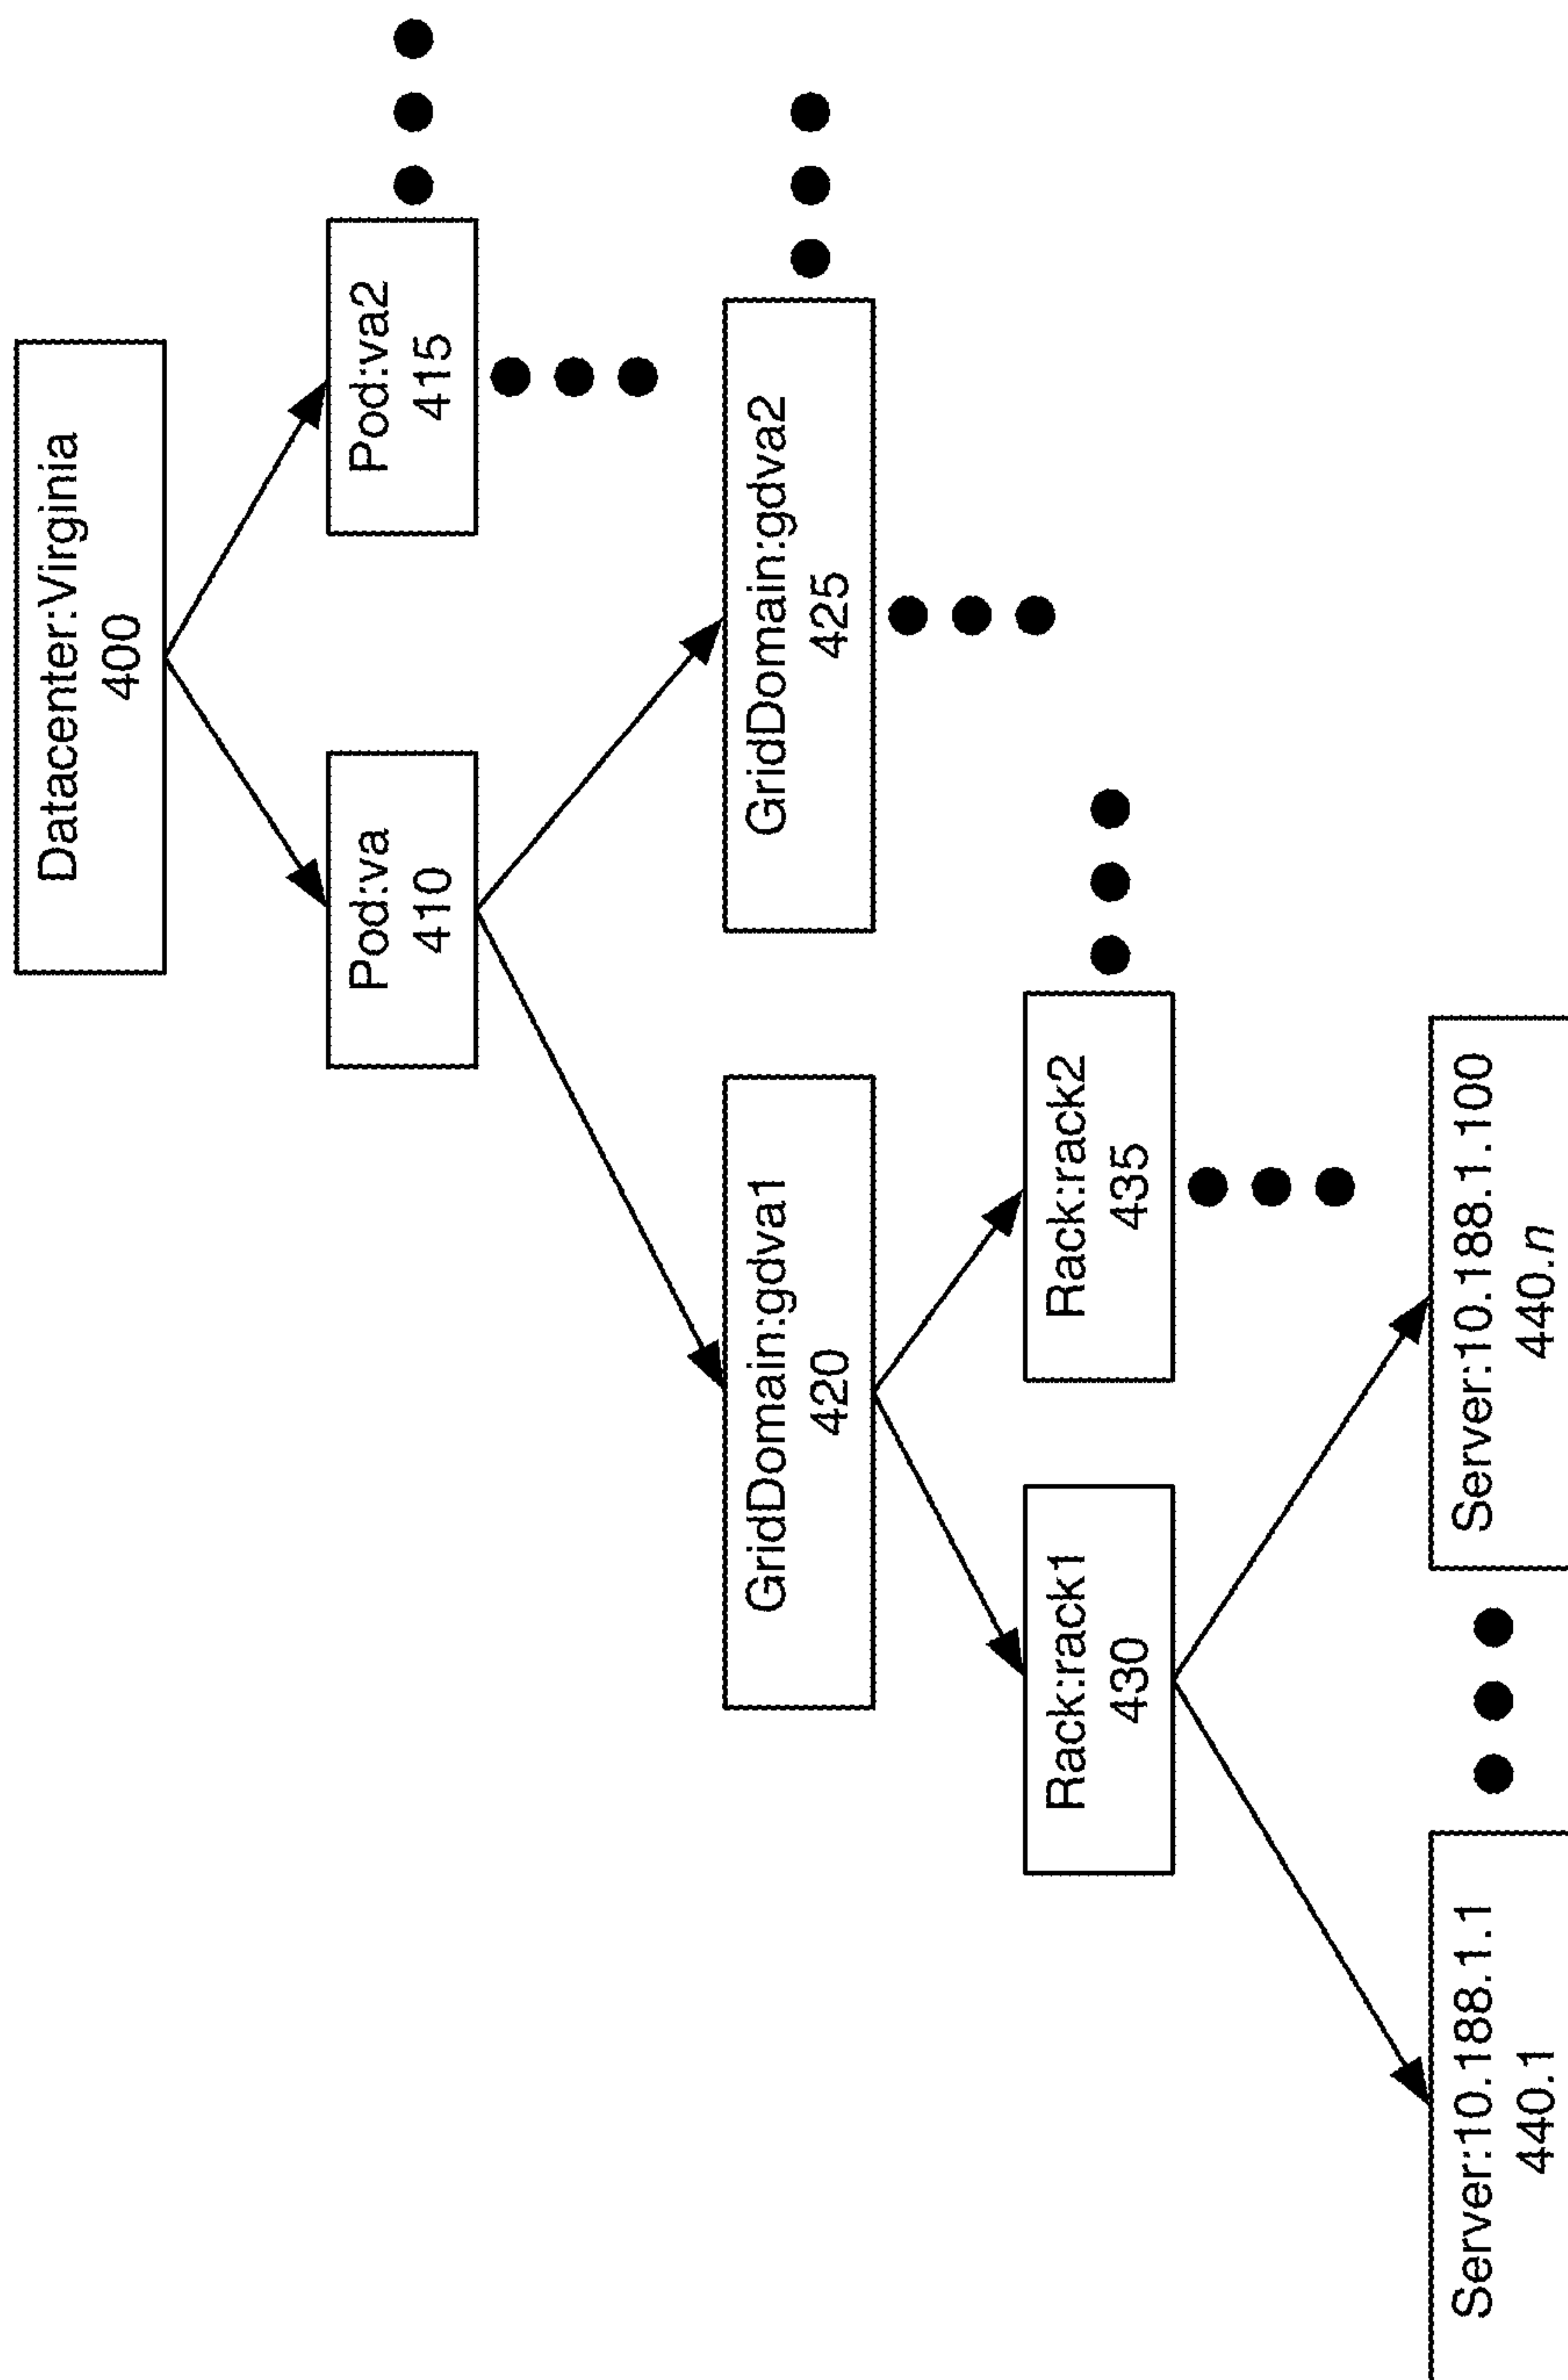 Datacenter:Virginia
400
Pod:va
410
Pod:va2
415
GridDomain:gdva1
420
GridDomain:gdva2
425
Rack:rack1
430
Rack:rack2
435
Server:10.188.1.1
440.1
Server:10.188.1.100
440.n